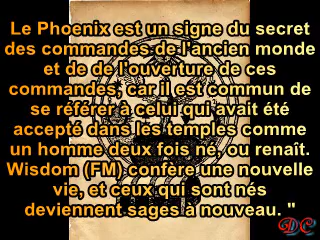 Le Phoenix est un signe du secret
des commandes de l'ancien monde
et de de l'ouverture de ces
commandes, car il est commun de
se référer à celui qui avait été
accepté dans les temples comme
un homme deux fois né, ou renaît.
Wisdom (FM) confère une nouvelle
vie, et ceux qui sont nés
deviennent sages à nouveau. "
DC